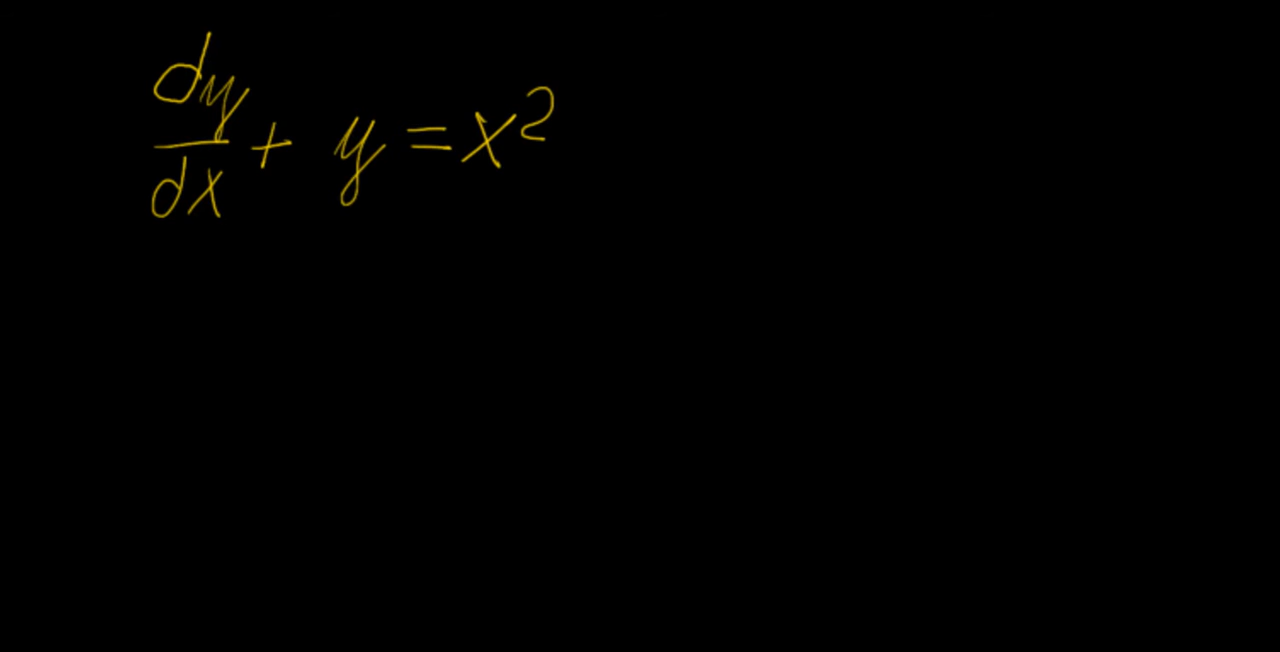 dy/dx + y = x²